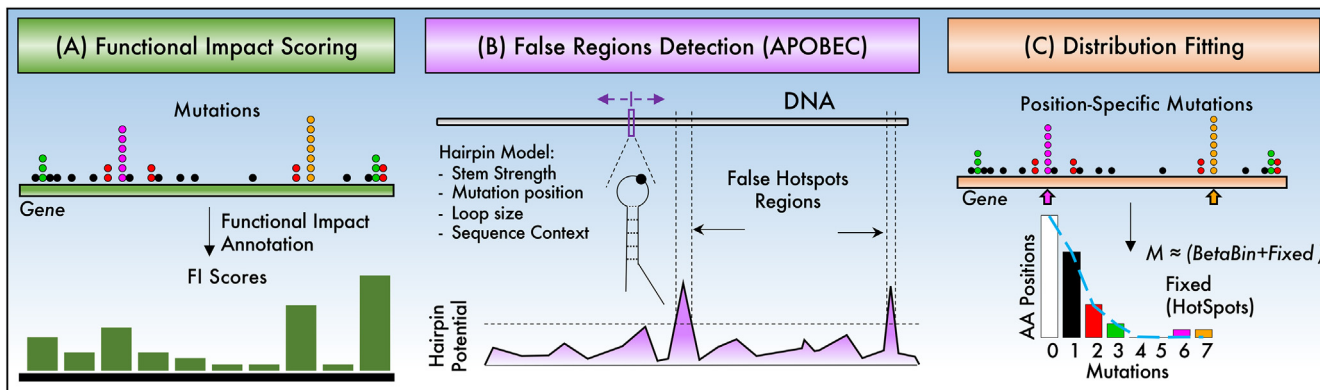 (A) Functional Impact Scoring
Mutations
Gene
Functional Impact
Annotation
FI Scores
(B) False Regions Detection (APOBEC)
DNA
Hairpin Model:
- Stem Strength
- Mutation position
- Loop size
- Sequence Context
False Hotspots
Regions
Hairpin
Potential
(C) Distribution Fitting
Position-Specific Mutations
Gene
M ≈ (BetaBin+Fixed )
Fixed
(HotSpots)
AA Positions
0 1 2 3 4 5 6 7
Mutations